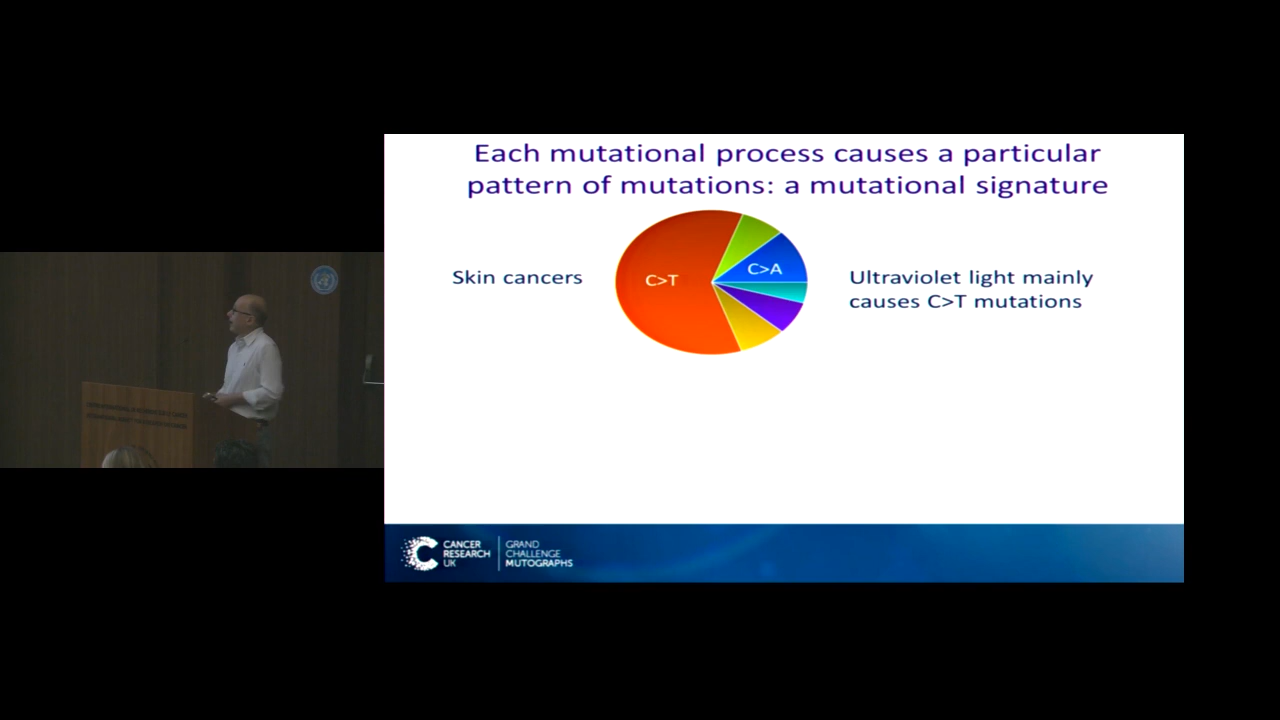 Each mutational process causes a particular
pattern of mutations: a mutational signature
Skin cancers
C>T
C>A
Ultraviolet light mainly
causes C>T mutations
CANCER
RESEARCH
UK
GRAND
CHALLENGE
MUTOGRAPHS